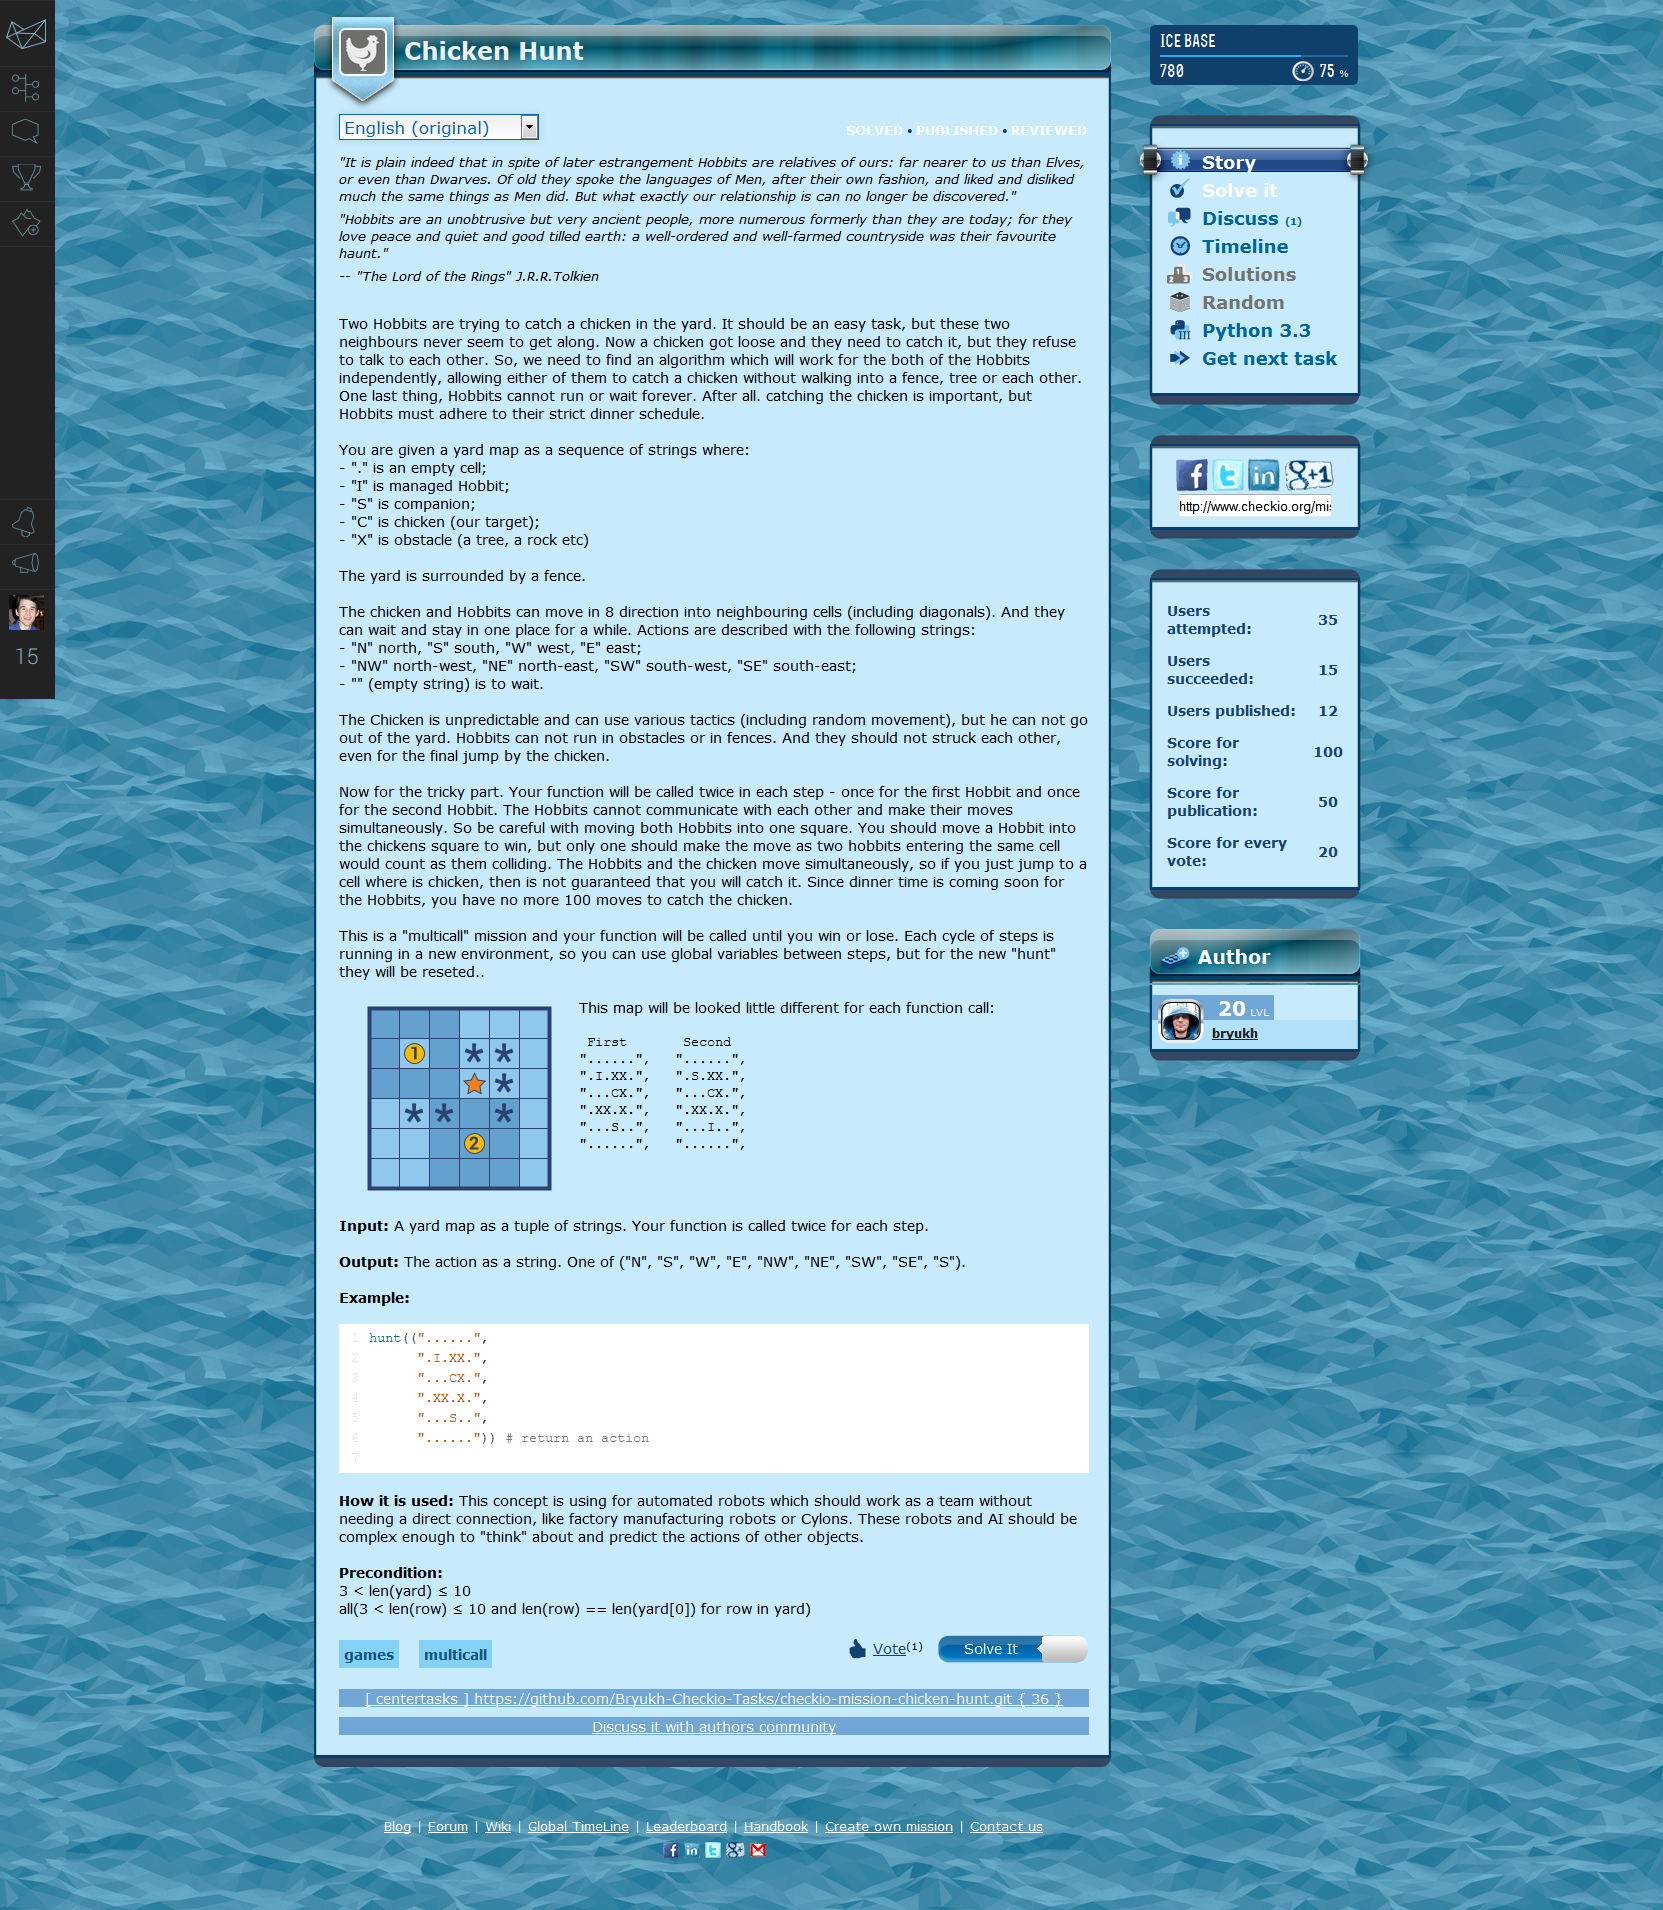 Chicken Hunt
English (original)
SOLVED • PUBLISHED • REVIEWED
"It is plain indeed that in spite of later estrangement Hobbits are relatives of ours: far nearer to us than Elves,
or even than Dwarves. Of old they spoke the languages of Men, after their own fashion, and liked and disliked
much the same things as Men did. But what exactly our relationship is can no longer be discovered."
"Hobbits are an unobtrusive but very ancient people, more numerous formerly than they are today; for they
love peace and quiet and good tilled earth: a well-ordered and well-farmed countryside was their favourite
haunt."
-- "The Lord of the Rings" J.R.R.Tolkien
Two Hobbits are trying to catch a chicken in the yard. It should be an easy task, but these two
neighbours never seem to get along. Now a chicken got loose and they need to catch it, but they refuse
to talk to each other. So, we need to find an algorithm which will work for the both of the Hobbits
independently, allowing either of them to catch a chicken without walking into a fence, tree or each other.
One last thing, Hobbits cannot run or wait forever. After all. catching the chicken is important, but
Hobbits must adhere to their strict dinner schedule.
You are given a yard map as a sequence of strings where:
- "." is an empty cell;
- "I" is managed Hobbit;
- "S" is companion;
- "C" is chicken (our target);
- "X" is obstacle (a tree, a rock etc)
The yard is surrounded by a fence.
The chicken and Hobbits can move in 8 direction into neighbouring cells (including diagonals). And they
can wait and stay in one place for a while. Actions are described with the following strings:
- "N" north, "S" south, "W" west, "E" east;
- "NW" north-west, "NE" north-east, "SW" south-west, "SE" south-east;
- "" (empty string) is to wait.
The Chicken is unpredictable and can use various tactics (including random movement), but he can not go
out of the yard. Hobbits can not run in obstacles or in fences. And they should not struck each other,
even for the final jump by the chicken.
Now for the tricky part. Your function will be called twice in each step - once for the first Hobbit and once
for the second Hobbit. The Hobbits cannot communicate with each other and make their moves
simultaneously. So be careful with moving both Hobbits into one square. You should move a Hobbit into
the chickens square to win, but only one should make the move as two hobbits entering the same cell
would count as them colliding. The Hobbits and the chicken move simultaneously, so if you just jump to a
cell where is chicken, then is not guaranteed that you will catch it. Since dinner time is coming soon for
the Hobbits, you have no more 100 moves to catch the chicken.
This is a "multicall" mission and your function will be called until you win or lose. Each cycle of steps is
running in a new environment, so you can use global variables between steps, but for the new "hunt"
they will be reseted..
1
2
This map will be looked little different for each function call:
First Second
"......", "......",
".I.XX.", ".S.XX.",
"...CX.", "...CX.",
".XX.X.", ".XX.X.",
"...S..", "...I..",
"......", "......",
Input: A yard map as a tuple of strings. Your function is called twice for each step.
Output: The action as a string. One of ("N", "S", "W", "E", "NW", "NE", "SW", "SE", "S").
Example:
1 hunt(("......",
2 ".I.XX.",
3 "...CX.",
4 ".XX.X.",
5 "...S..",
6 "......")) # return an action
7
How it is used: This concept is using for automated robots which should work as a team without
needing a direct connection, like factory manufacturing robots or Cylons. These robots and AI should be
complex enough to "think" about and predict the actions of other objects.
Precondition:
3 < len(yard) ≤ 10
all(3 < len(row) ≤ 10 and len(row) == len(yard[0]) for row in yard)
games multicall
Vote(1) Solve It
[ centertasks ] https://github.com/Bryukh-Checkio-Tasks/checkio-mission-chicken-hunt.git { 36 }
Discuss it with authors community
Blog | Forum | Wiki | Global TimeLine | Leaderboard | Handbook | Create own mission | Contact us
15
ICE BASE
780 75 %
Story
Solve it
Discuss (1)
Timeline
Solutions
Random
Python 3.3
Get next task
http://www.checkio.org/mis
Users
attempted: 35
Users
succeeded: 15
Users published: 12
Score for
solving: 100
Score for
publication: 50
Score for every
vote: 20
Author
20 LVL
bryukh